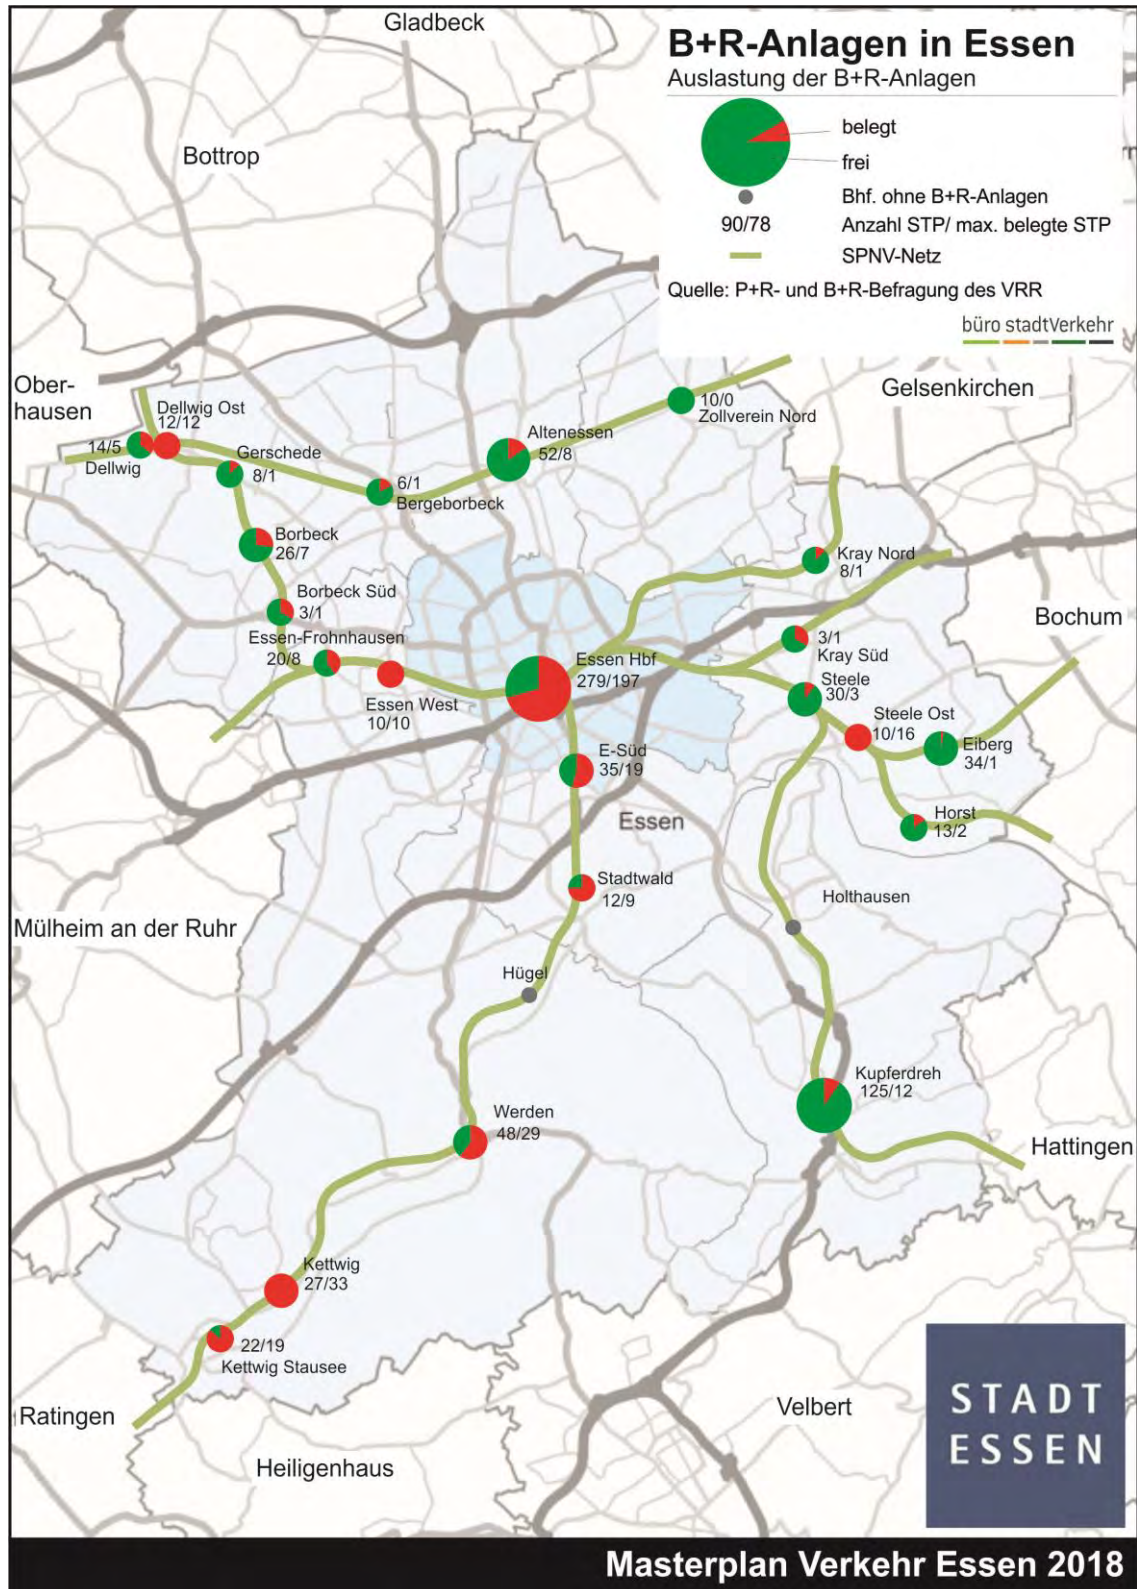 Gladbeck
B+R-Anlagen in Essen
Auslastung der B+R-Anlagen
belegt
frei
Bhf. ohne B+R-Anlagen
90/78
Anzahl STP/ max. belegte STP
SPNV-Netz
Quelle: P+R- und B+R-Befragung des VRR
büro stadtVerkehr
Bottrop
Ober-
hausen
Gelsenkirchen
Dellwig Ost
12/12
14/5
Dellwig
Gerschede
8/1
6/1
Bergeborbeck
Altenessen
52/8
10/0
Zollverein Nord
Borbeck
26/7
Borbeck Süd
3/1
Essen-Frohnhausen
20/8
Essen West
10/10
Essen Hbf
279/197
Kray Nord
8/1
3/1
Kray Süd
Bochum
Steele
30/3
Steele Ost
10/16
Eiberg
34/1
Horst
13/2
E-Süd
35/19
Essen
Stadtwald
12/9
Holthausen
Mülheim an der Ruhr
Hügel
Kupferdreh
125/12
Werden
48/29
Hattingen
Kettwig
27/33
22/19
Kettwig Stausee
Ratingen
Velbert
Heiligenhaus
STADT
ESSEN
Masterplan Verkehr Essen 2018